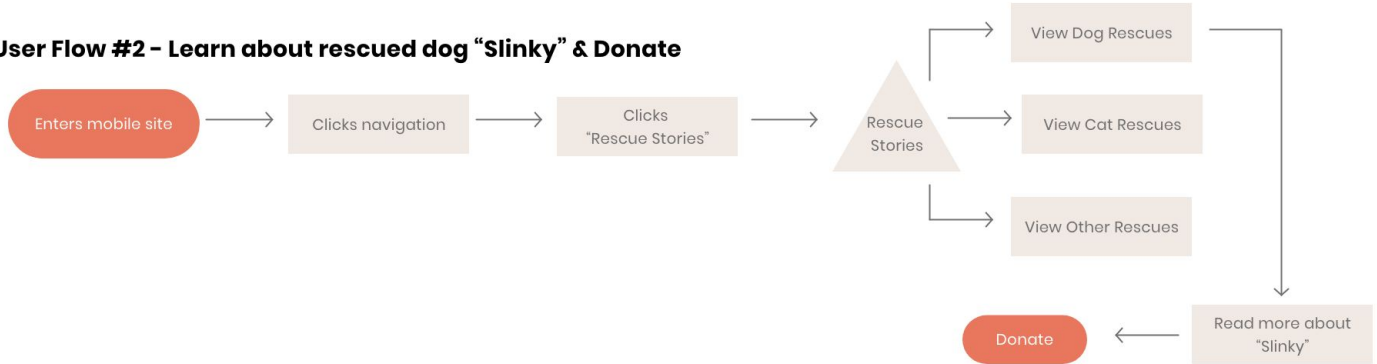 User Flow #2 - Learn about rescued dog “Slinky” & Donate
Enters mobile site
Clicks navigation
Clicks
“Rescue Stories”
Rescue
Stories
View Dog Rescues
View Cat Rescues
View Other Rescues
Read more about
“Slinky”
Donate